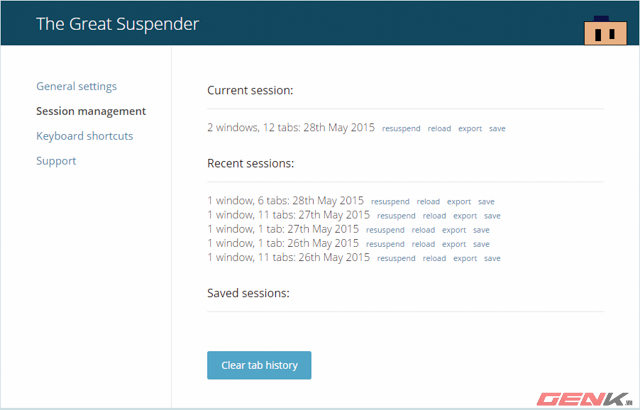 The Great Suspender
General settings
Session management
Keyboard shortcuts
Support
Current session:
2 windows, 12 tabs: 28th May 2015 resuspend reload export save
Recent sessions:
1 window, 6 tabs: 28th May 2015 resuspend reload export save
1 window, 11 tabs: 27th May 2015 resuspend reload export save
1 window, 1 tab: 27th May 2015 resuspend reload export save
1 window, 1 tab: 26th May 2015 resuspend reload export save
1 window, 11 tabs: 26th May 2015 resuspend reload export save
Saved sessions:
Clear tab history
GENK.VN